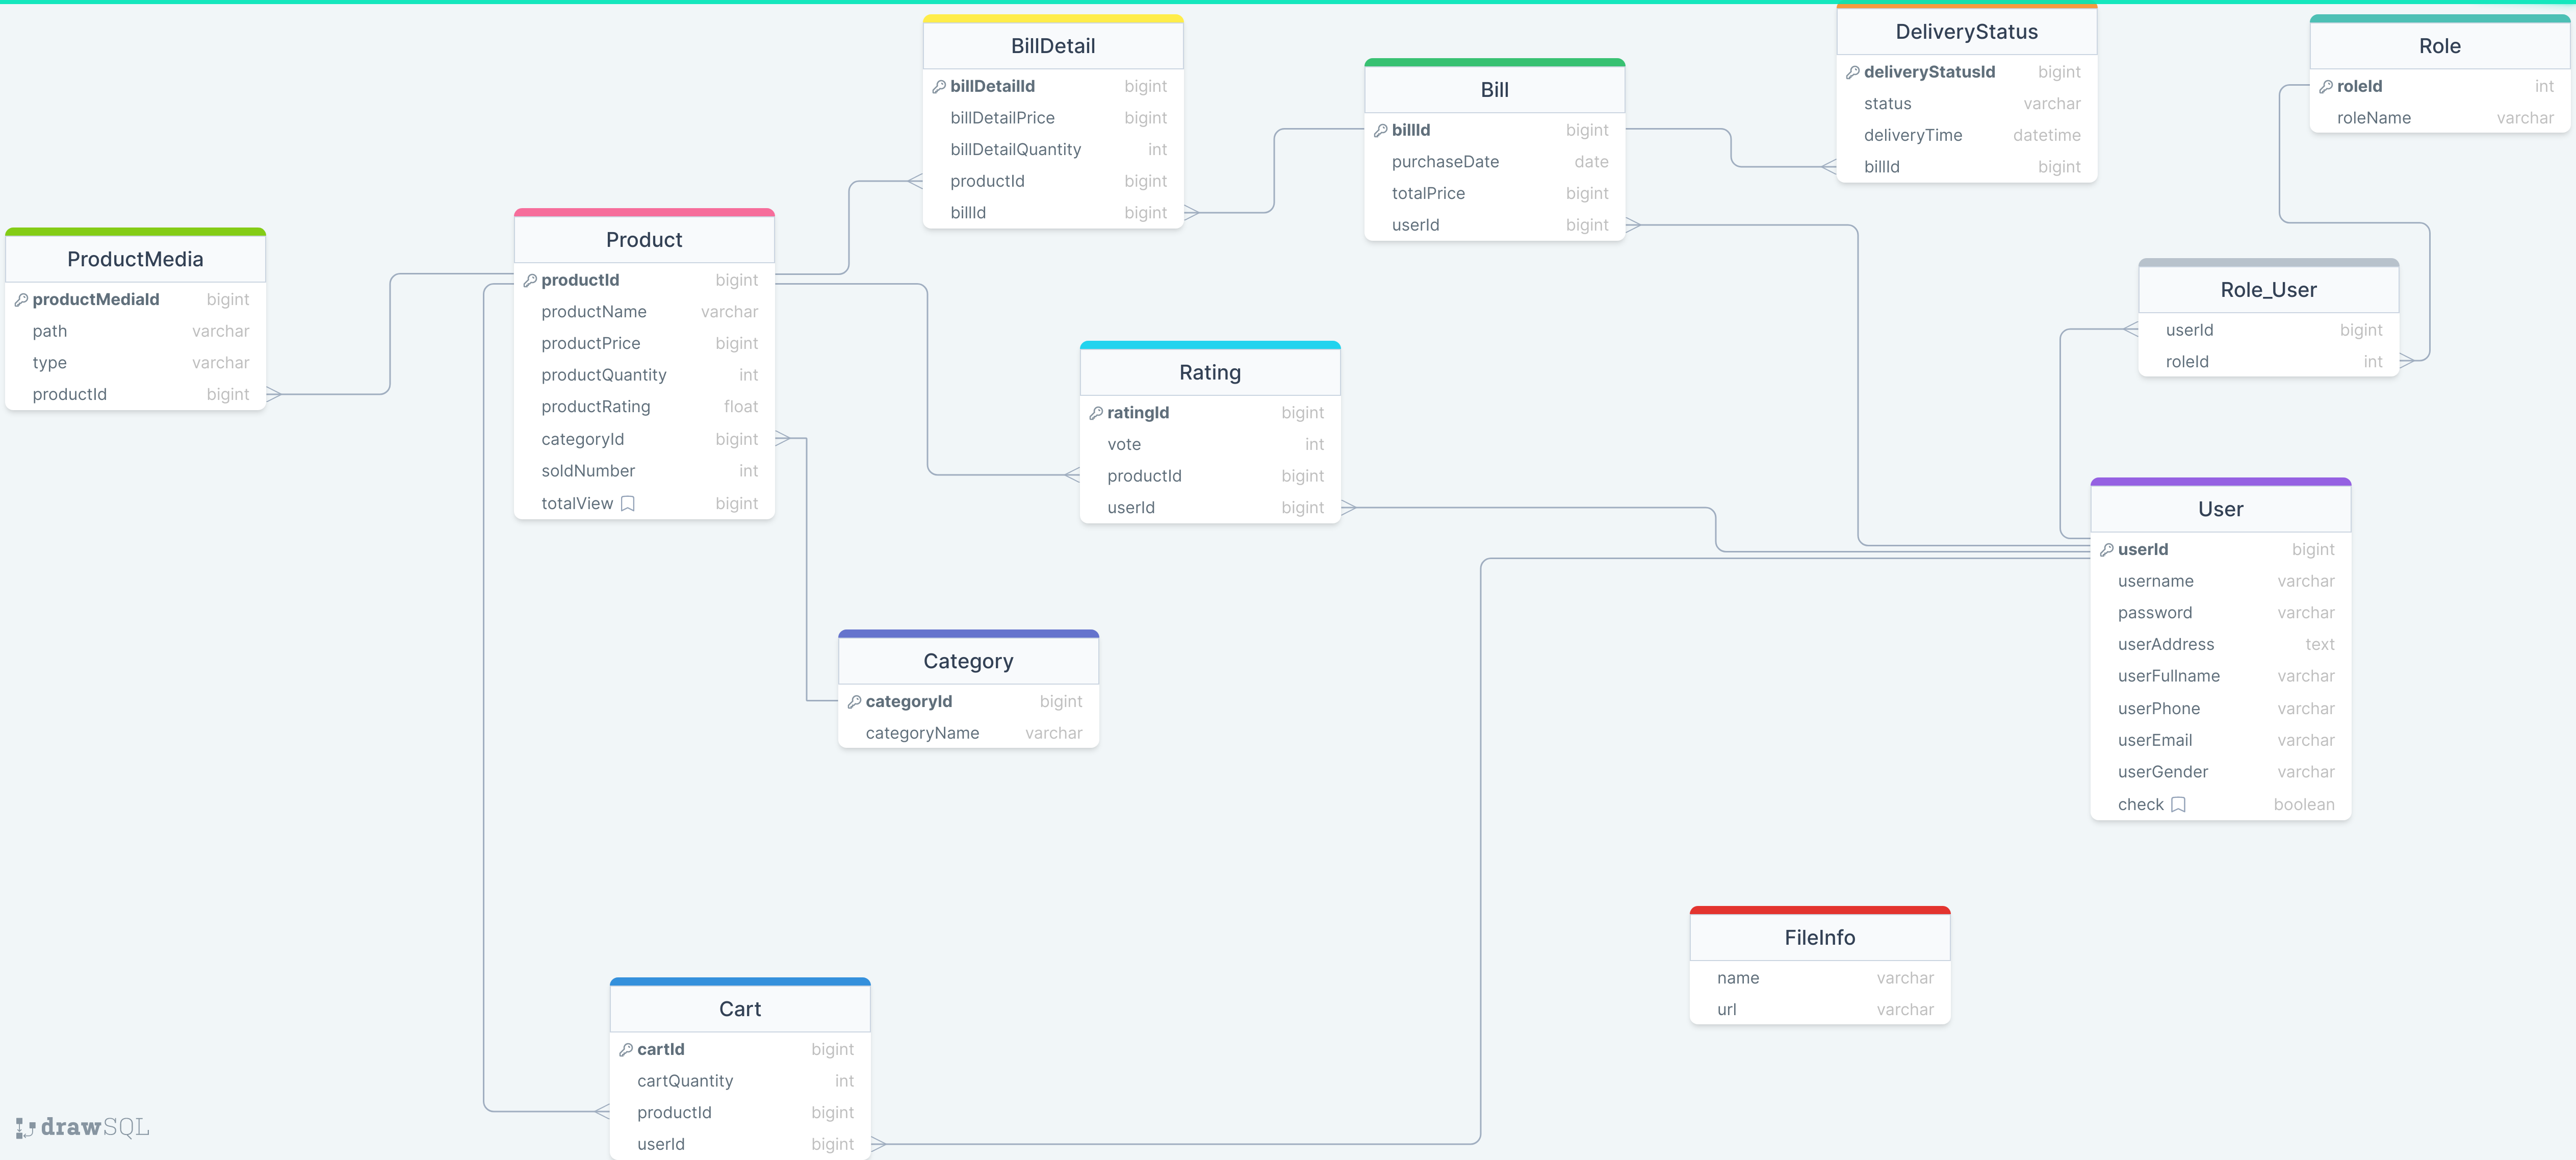 BillDetail
billDetailId bigint
billDetailPrice bigint
billDetailQuantity int
productId bigint
billId bigint
Bill
billId bigint
purchaseDate date
totalPrice bigint
userId bigint
DeliveryStatus
deliveryStatusId bigint
status varchar
deliveryTime datetime
billId bigint
Role
roleId int
roleName varchar
ProductMedia
productMediaId bigint
path varchar
type varchar
productId bigint
Product
productId bigint
productName varchar
productPrice bigint
productQuantity int
productRating float
categoryId bigint
soldNumber int
totalView bigint
Rating
ratingId bigint
vote int
productId bigint
userId bigint
Role_User
userId bigint
roleId int
User
userId bigint
username varchar
password varchar
userAddress text
userFullname varchar
userPhone varchar
userEmail varchar
userGender varchar
check boolean
Category
categoryId bigint
categoryName varchar
FileInfo
name varchar
url varchar
Cart
cartId bigint
cartQuantity int
productId bigint
userId bigint
drawSQL